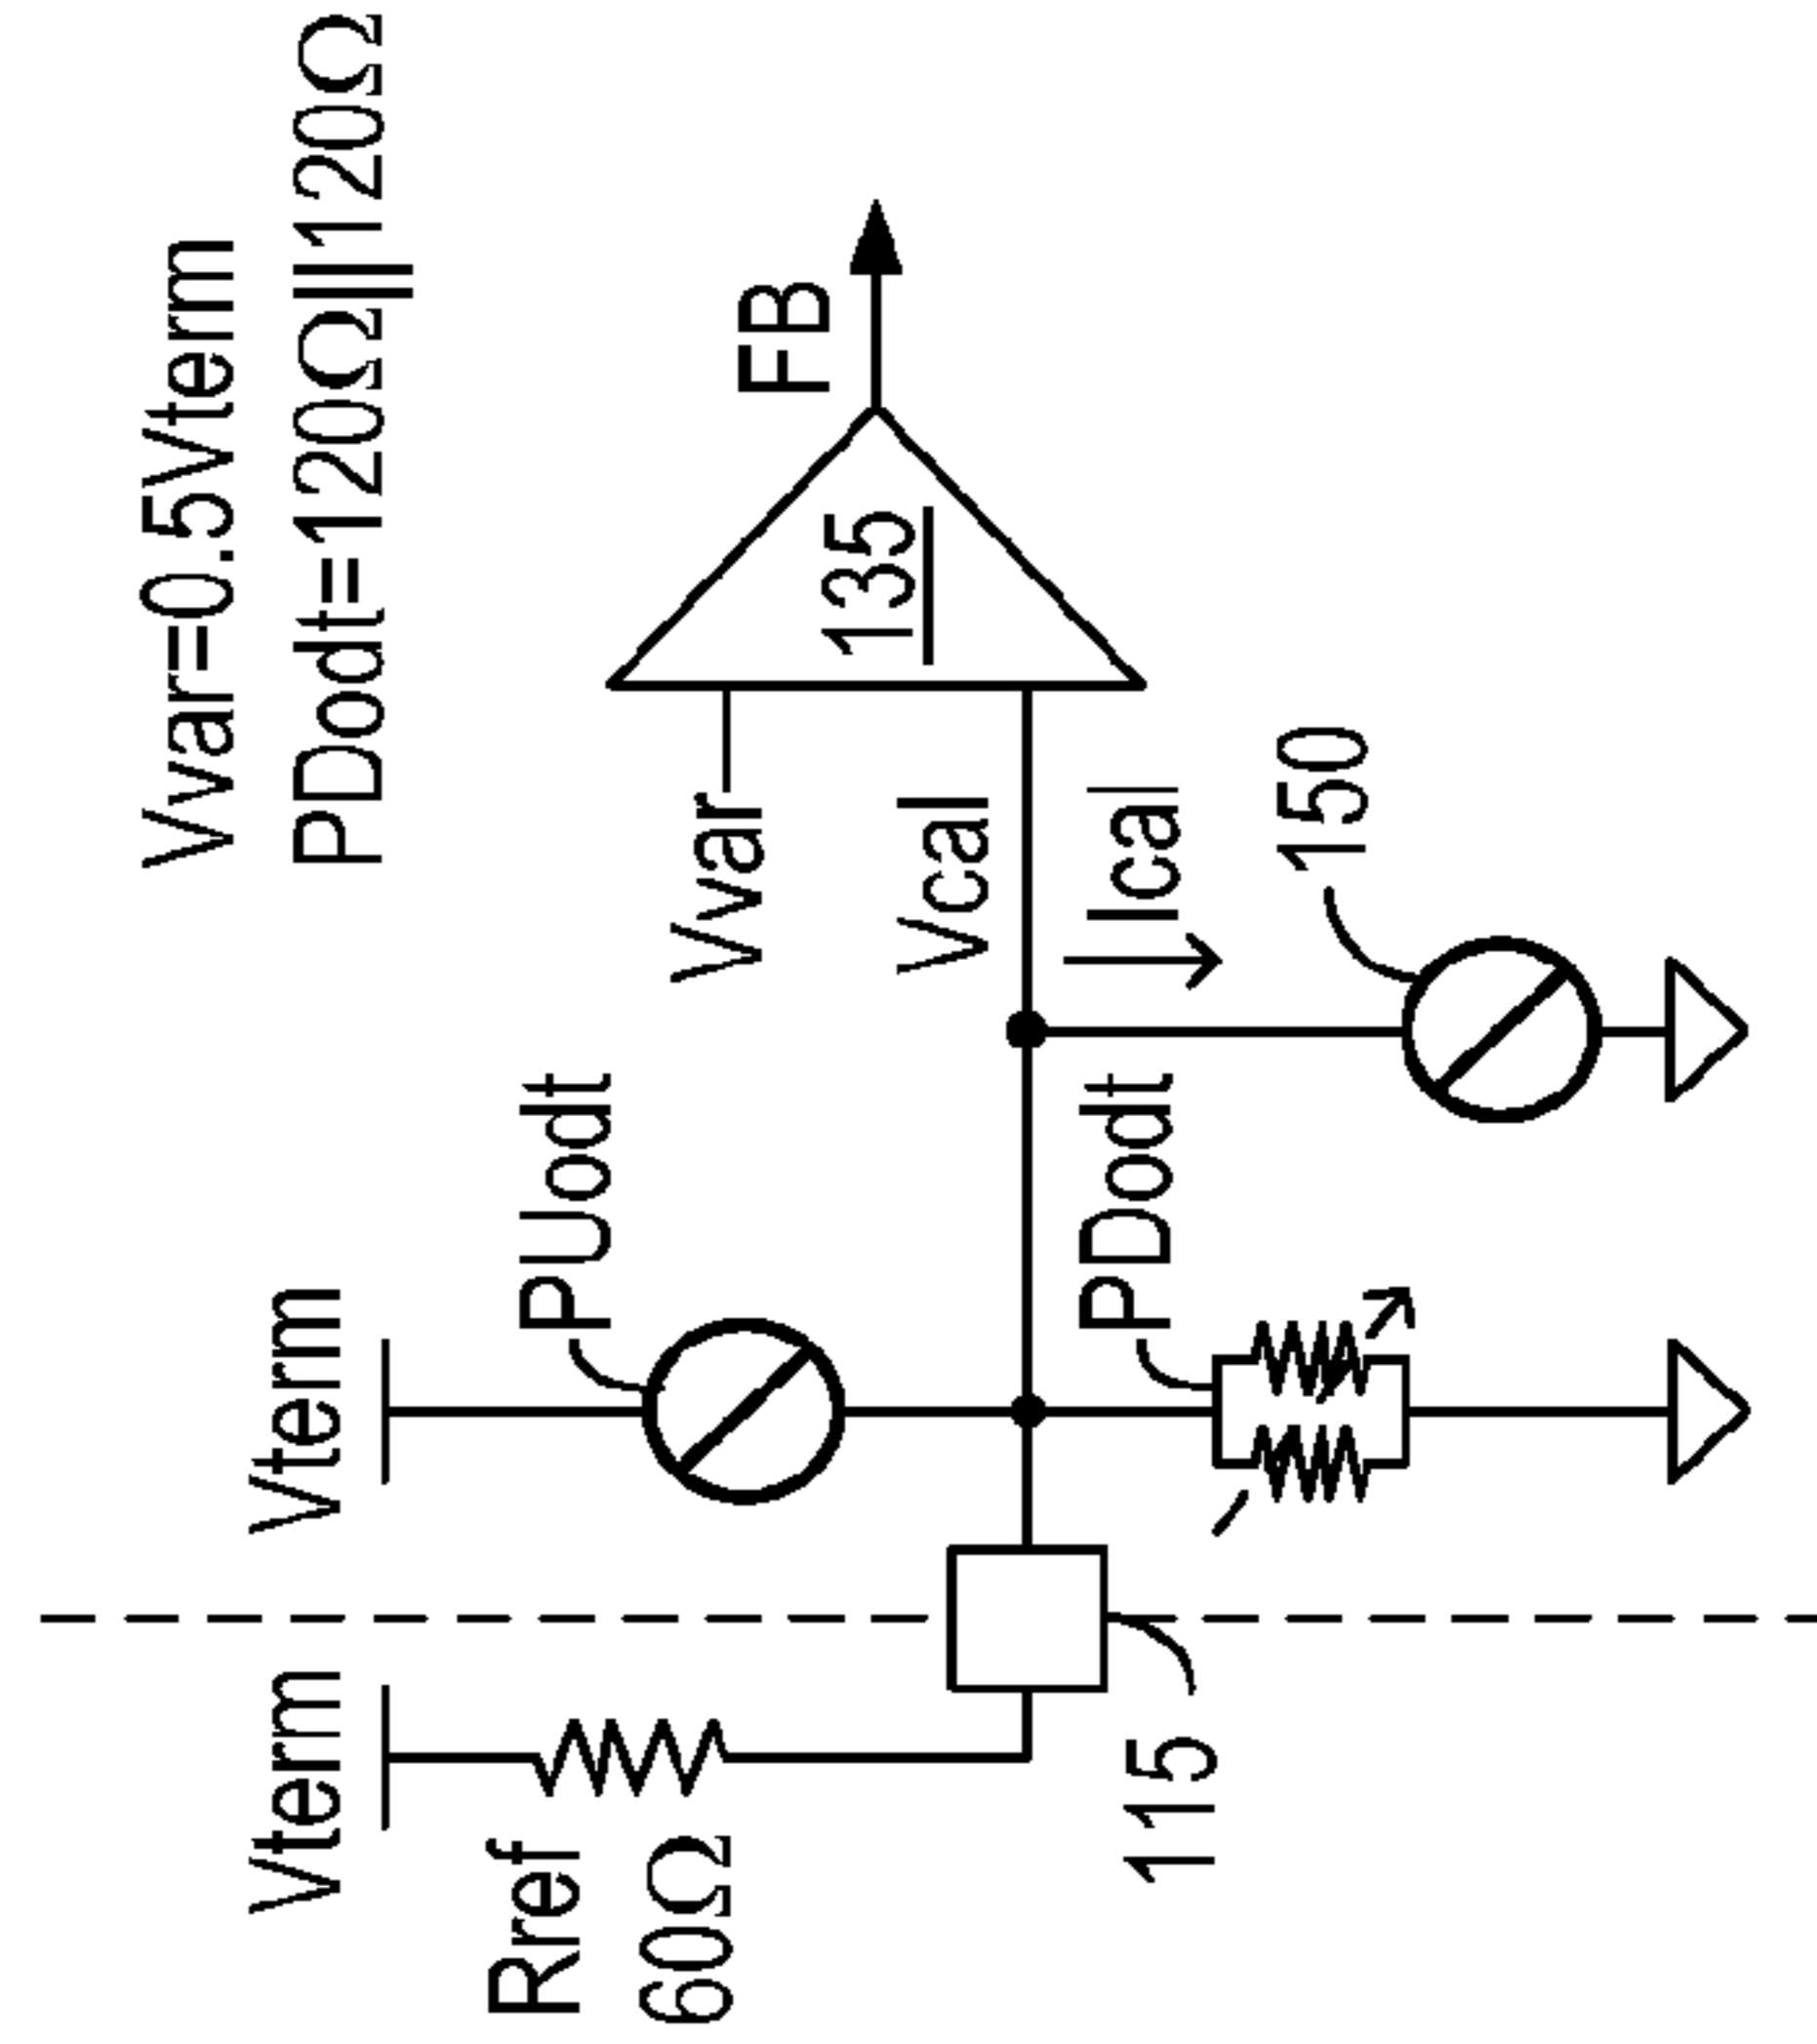 Vvar=0.5Vterm
PDodt=120Ω||120Ω
Vterm
Vterm
Rref
60Ω
PUodt
Vvar
FB
135
Vcal
Ical
PDodt
115
150